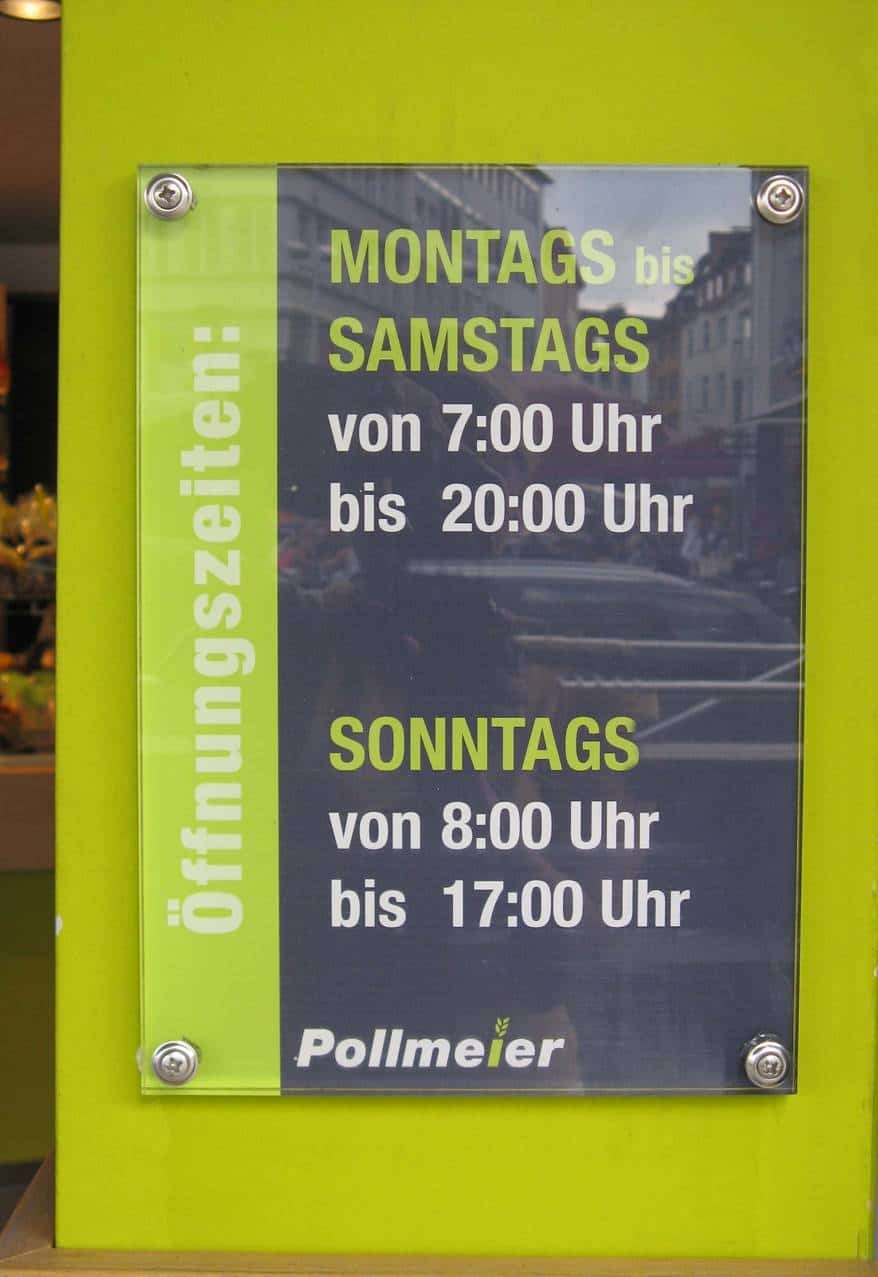 Öffnungszeiten:
MONTAGS bis
SAMSTAGS
von 7:00 Uhr
bis 20:00 Uhr
SONNTAGS
von 8:00 Uhr
bis 17:00 Uhr
Pollmeier